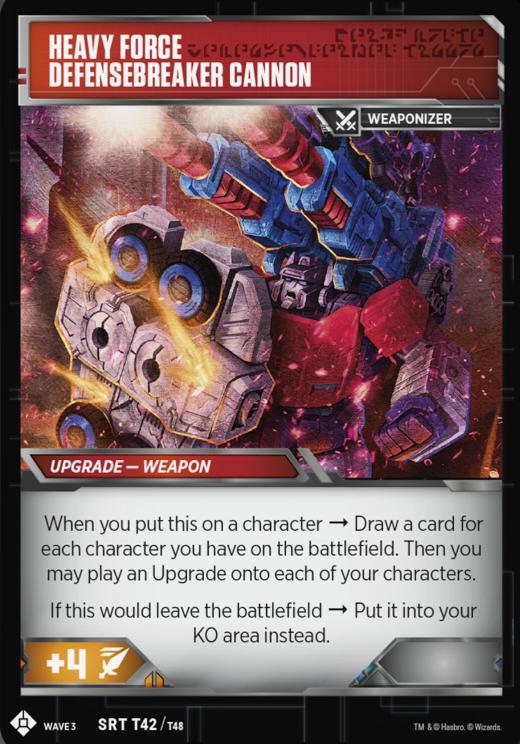 HEAVY FORCE
DEFENSEBREAKER CANNON
WEAPONIZER
UPGRADE — WEAPON
When you put this on a character → Draw a card for
each character you have on the battlefield. Then you
may play an Upgrade onto each of your characters.
If this would leave the battlefield → Put it into your
KO area instead.
+4
WAVE 3 SRT T42 / T48
TM & © Hasbro. © Wizards.